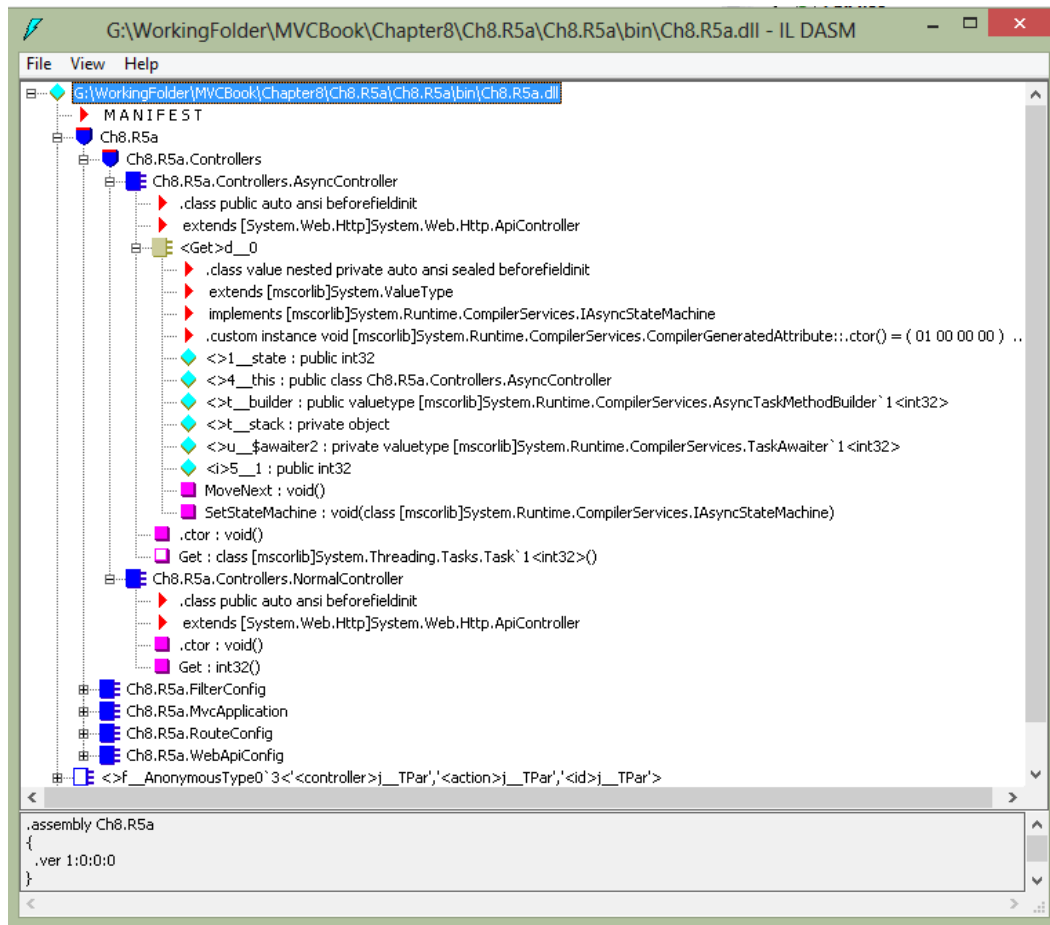 G:\WorkingFolder\MVCBook\Chapter8\Ch8.R5a\Ch8.R5a\bin\Ch8.R5a.dll - IL DASM
File View Help
G:\WorkingFolder\MVCBook\Chapter8\Ch8.R5a\Ch8.R5a\bin\Ch8.R5a.dll
MANIFEST
Ch8.R5a
Ch8.R5a.Controllers
Ch8.R5a.Controllers.AsyncController
.class public auto ansi beforefieldinit
extends [System.Web.Http]System.Web.Http.ApiController
<Get>d__0
.class value nested private auto ansi sealed beforefieldinit
extends [mscorlib]System.ValueType
implements [mscorlib]System.Runtime.CompilerServices.IAsyncStateMachine
.custom instance void [mscorlib]System.Runtime.CompilerServices.CompilerGeneratedAttribute::.ctor() = ( 01 00 00 00 ) ..
<>1__state : public int32
<>4__this : public class Ch8.R5a.Controllers.AsyncController
<>t__builder : public valuetype [mscorlib]System.Runtime.CompilerServices.AsyncTaskMethodBuilder`1<int32>
<>t__stack : private object
<>u__$awaiter2 : private valuetype [mscorlib]System.Runtime.CompilerServices.TaskAwaiter`1<int32>
<i>5__1 : public int32
MoveNext : void()
SetStateMachine : void(class [mscorlib]System.Runtime.CompilerServices.IAsyncStateMachine)
.ctor : void()
Get : class [mscorlib]System.Threading.Tasks.Task`1<int32>()
Ch8.R5a.Controllers.NormalController
.class public auto ansi beforefieldinit
extends [System.Web.Http]System.Web.Http.ApiController
.ctor : void()
Get : int32()
Ch8.R5a.FilterConfig
Ch8.R5a.MvcApplication
Ch8.R5a.RouteConfig
Ch8.R5a.WebApiConfig
<>f__AnonymousType0`3<'<controller>j__TPar','<action>j__TPar','<id>j__TPar'>
.assembly Ch8.R5a
{
.ver 1:0:0:0
}